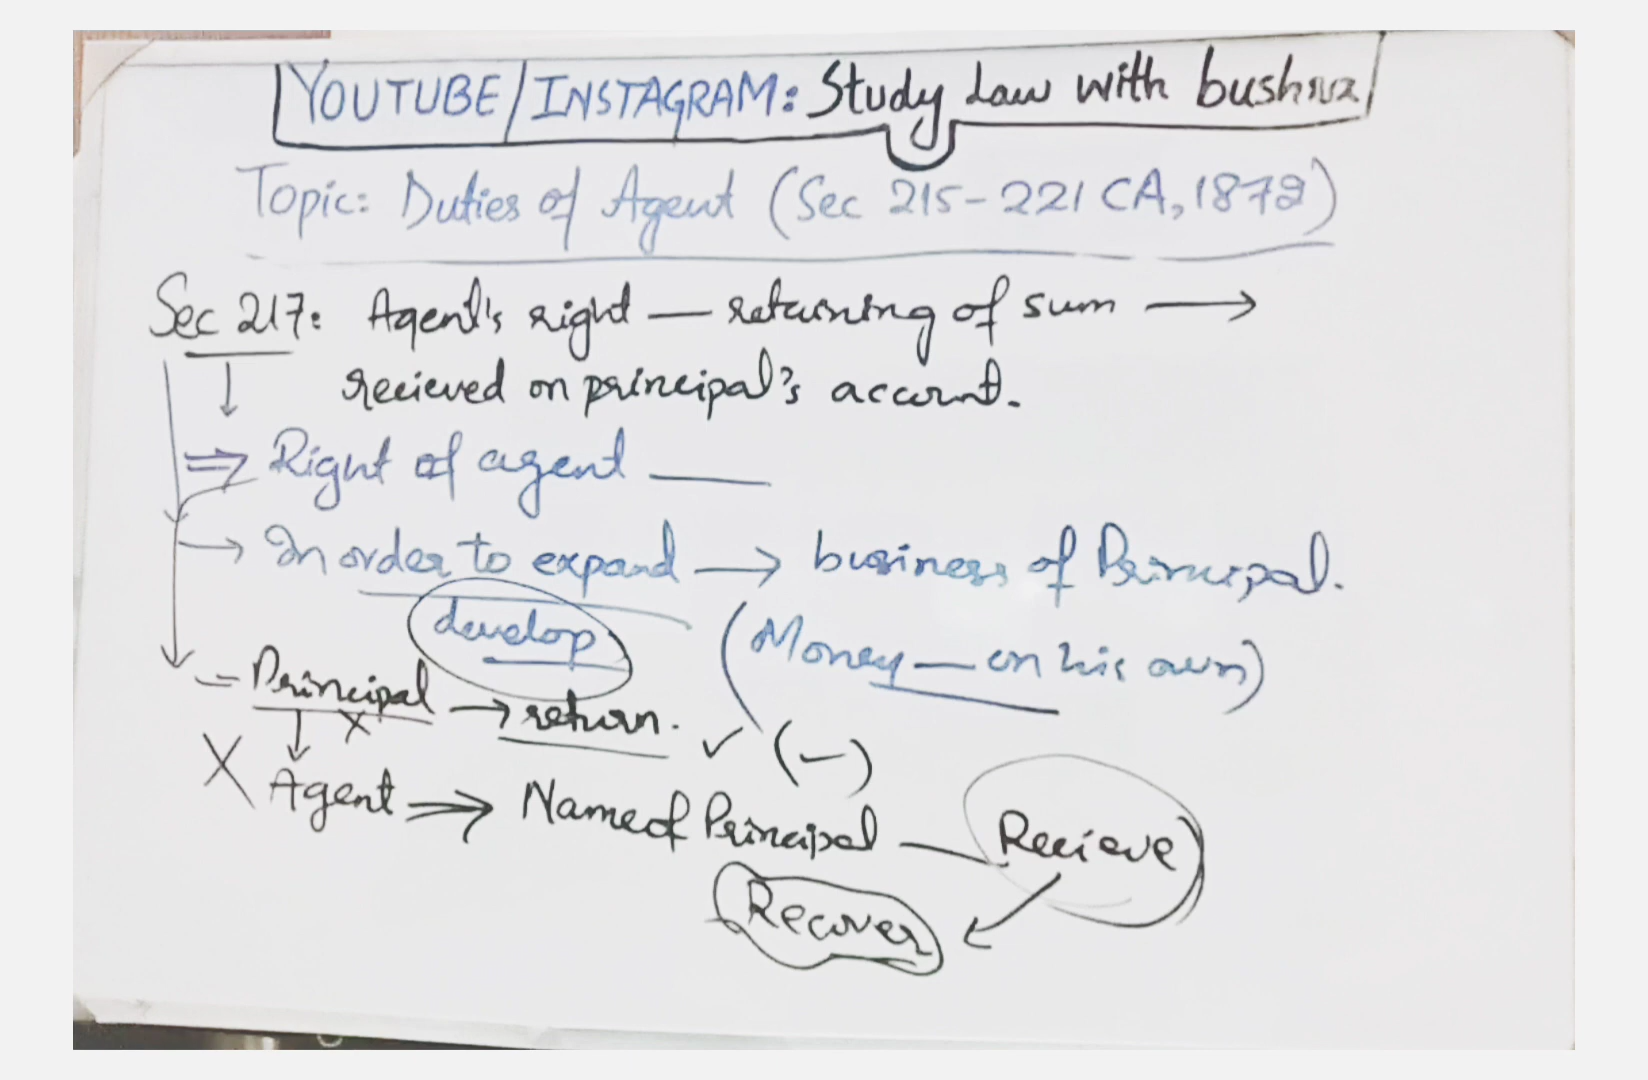 YOUTUBE/INSTAGRAM: Study Law with bushra
Topic: Duties of Agent (Sec 215-221 CA, 1872)
Sec 217: Agent's right — retaining of sum →
recieved on principal's account.
⇒ Right of agent —
→ In order to expand → business of Principal.
develop (Money — on his own)
- Principal → return. ✓ (-)
X Agent ⇒ Name of Principal — Recieve
Recover